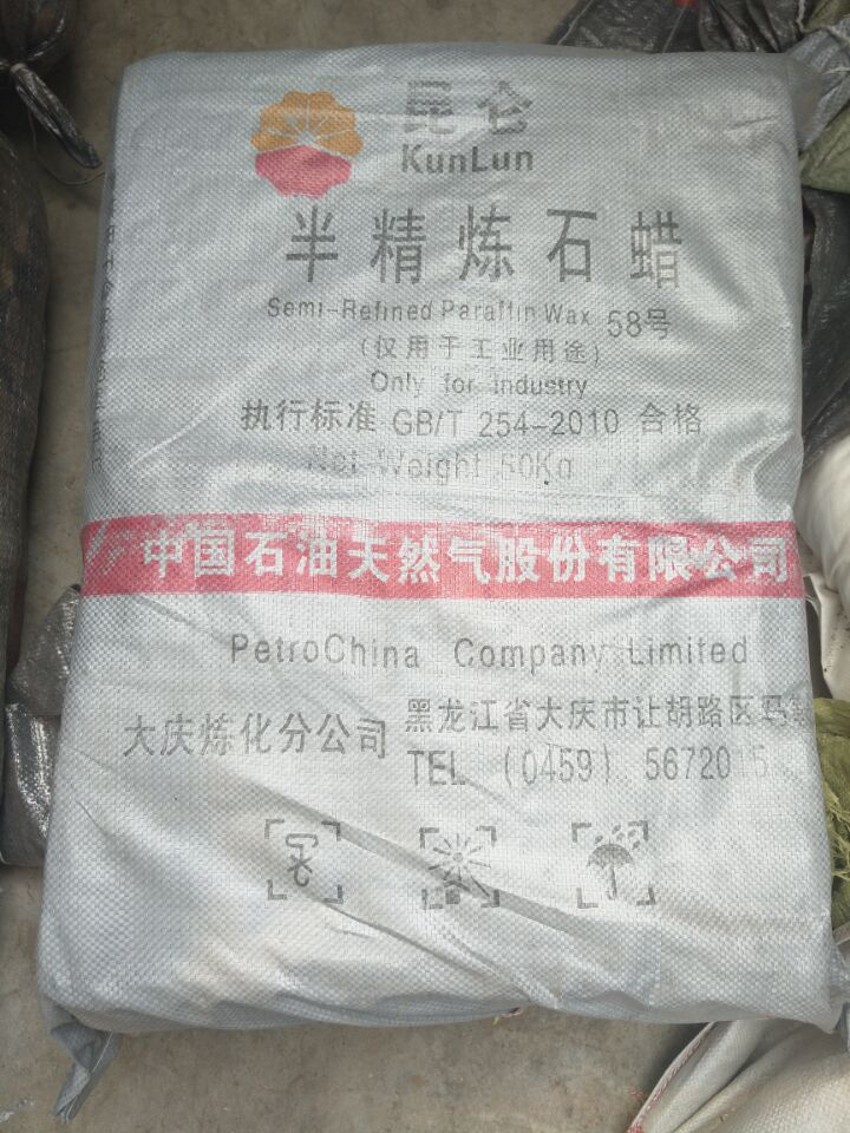 昆仑
KunLun
半精炼石蜡
Semi-Refined Paraffin Wax 58号
(仅用于工业用途)
Only for Industry
执行标准 GB/T 254-2010 合格
Net Weight 50Kg
中国石油天然气股份有限公司
PetroChina Company Limited
大庆炼化分公司
黑龙江省大庆市让胡路区马
TEL (0459) 5672015